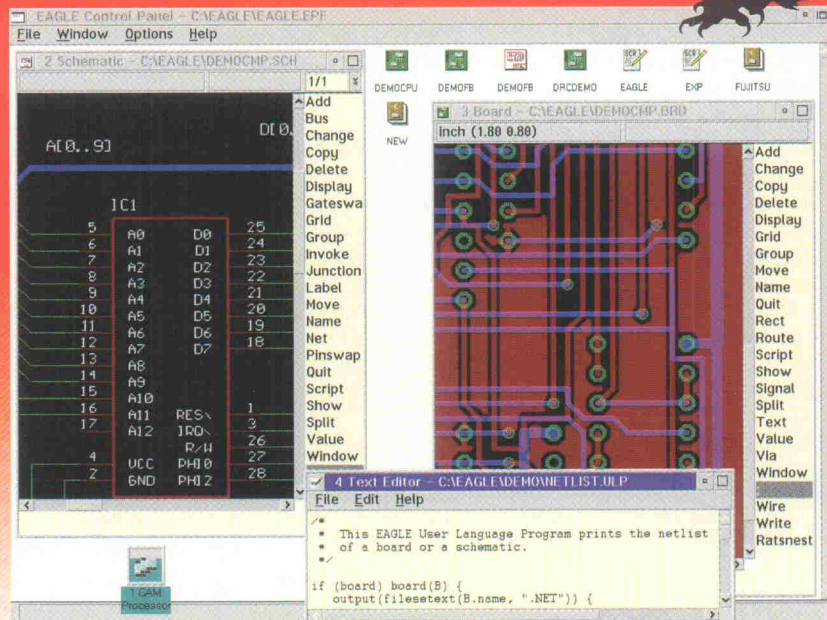 EAGLE Control Panel - C:\EAGLE\EAGLE.EPF
File Window Options Help
2 Schematic - C:\EAGLE\DEMOCMP.SCH
1/1
Add
Bus
Change
Copy
Delete
Display
Gateswa
Grid
Group
Invoke
Junction
Label
Move
Name
Net
Pinswap
Quit
Script
Show
Split
Value
Window
A[0..9]
D[0.
IC1
5 A0 D0 25
6 A1 D1 24
7 A2 D2 23
8 A3 D3 22
9 A4 D4 21
10 A5 D5 20
11 A6 D6 19
12 A7 D7 18
13 A8
14 A9
15 A10
16 A11 RES\ 1
17 A12 IRQ\ 3
R/W 26
4 VCC PHI0 27
2 GND PHI2 28
DEMOCPU
DEMOFB
DEMOFB
DRCDEMO
EAGLE
EXP
FUJITSU
NEW
3 Board - C:\EAGLE\DEMOCMP.BRD
inch (1.80 0.80)
Add
Change
Copy
Delete
Display
Grid
Group
Move
Name
Quit
Rect
Route
Script
Show
Signal
Split
Text
Value
Via
Window
Wire
Write
Ratsnest
4 Text Editor - C:\EAGLE\DEMO\NETLIST.ULP
File Edit Help
/*
* This EAGLE User Language Program prints the netlist
* of a board or a schematic.
*/
if (board) board(B) {
output(filesetext(B.name, ".NET")) {
1 CAM
Processor